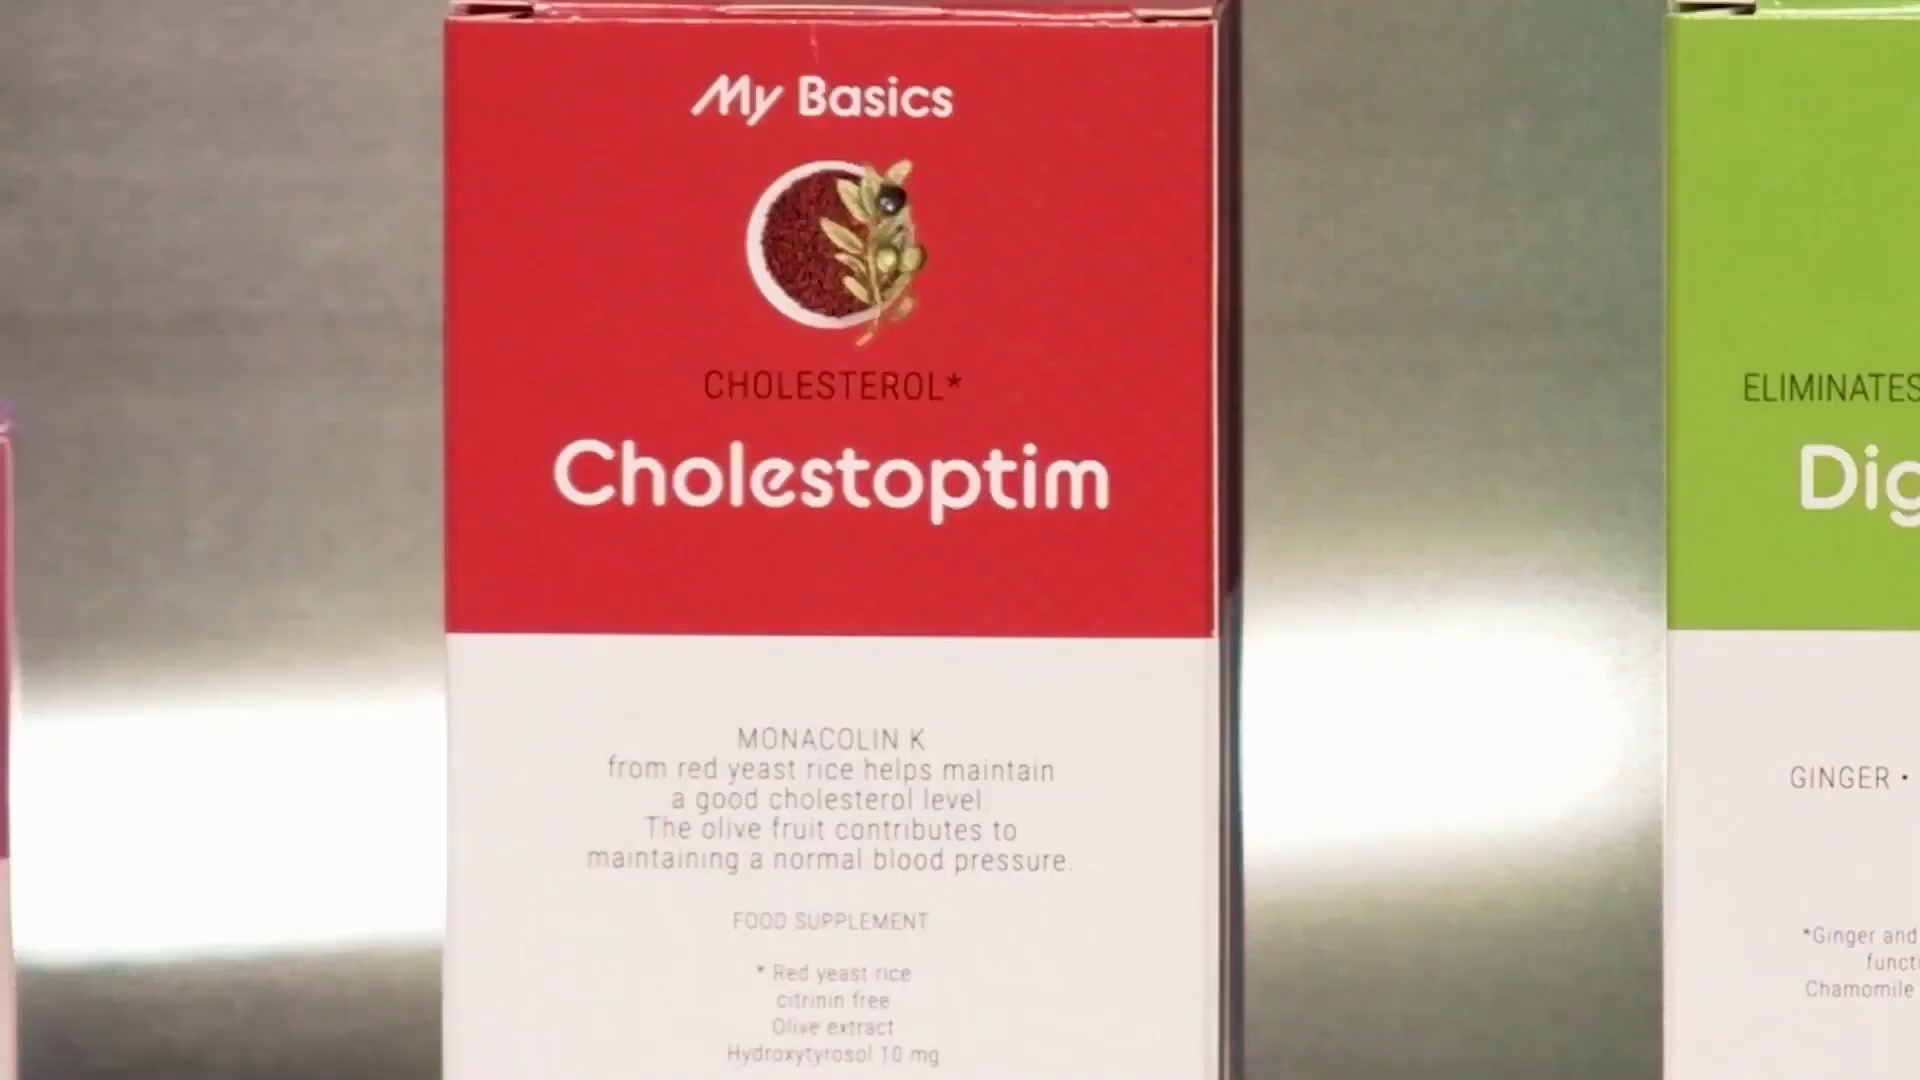 My Basics
CHOLESTEROL*
Cholestoptim
MONACOLIN K
from red yeast rice helps maintain
a good cholesterol level.
The olive fruit contributes to
maintaining a normal blood pressure.
FOOD SUPPLEMENT
* Red yeast rice
citrinin free
Olive extract
Hydroxytyrosol 10 mg
ELIMINATES
Dig
GINGER •
*Ginger and
functi
Chamomile